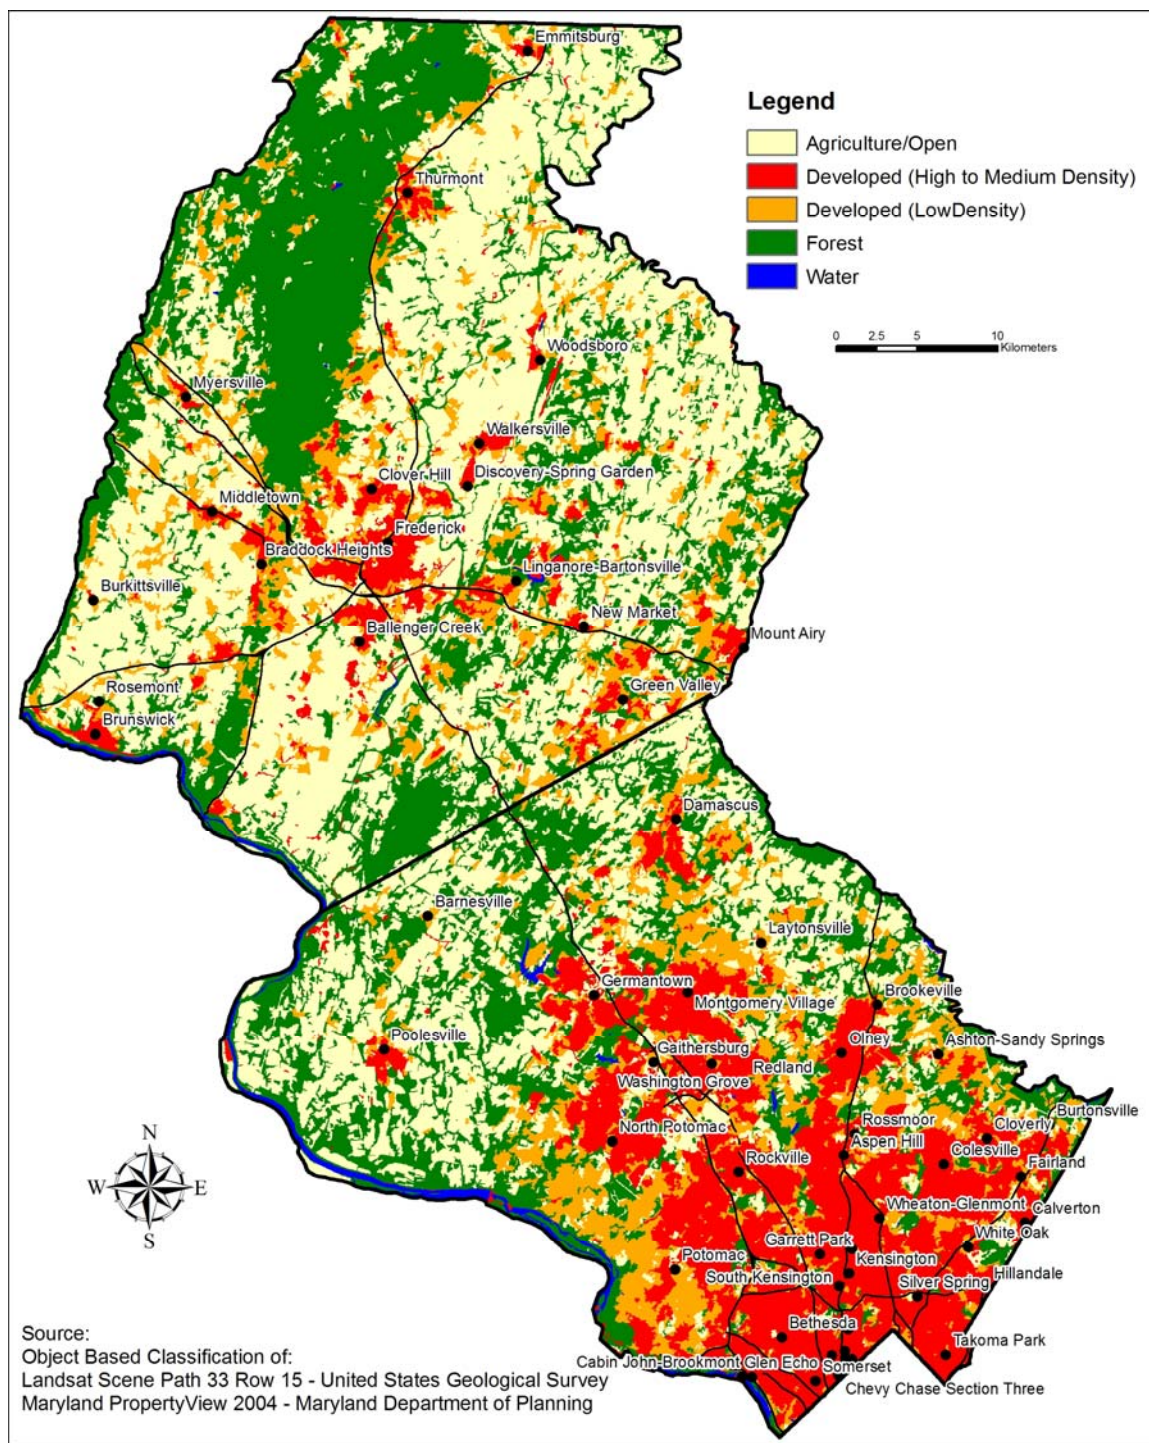 Emmitsburg
Legend
Agriculture/Open
Developed (High to Medium Density)
Developed (LowDensity)
Forest
Water
0 2.5 5 10
Kilometers
Thurmont
Woodsboro
Myersville
Walkersville
Clover Hill
Discovery-Spring Garden
Middletown
Frederick
Braddock Heights
Linganore-Bartonsville
Burkittsville
New Market
Ballenger Creek
Mount Airy
Rosemont
Green Valley
Brunswick
Damascus
Barnesville
Laytonsville
Germantown
Montgomery Village
Brookeville
Poolesville
Olney
Ashton-Sandy Springs
Gaithersburg
Redland
Washington Grove
Burtonsville
Rossmoor
Cloverly
North Potomac
Aspen Hill
Colesville
Rockville
Fairland
N
W E
S
Wheaton-Glenmont
Calverton
White Oak
Garrett Park
Potomac
Kensington
South Kensington
Hillandale
Silver Spring
Bethesda
Takoma Park
Cabin John-Brookmont
Glen Echo
Somerset
Chevy Chase Section Three
Source:
Object Based Classification of:
Landsat Scene Path 33 Row 15 - United States Geological Survey
Maryland PropertyView 2004 - Maryland Department of Planning